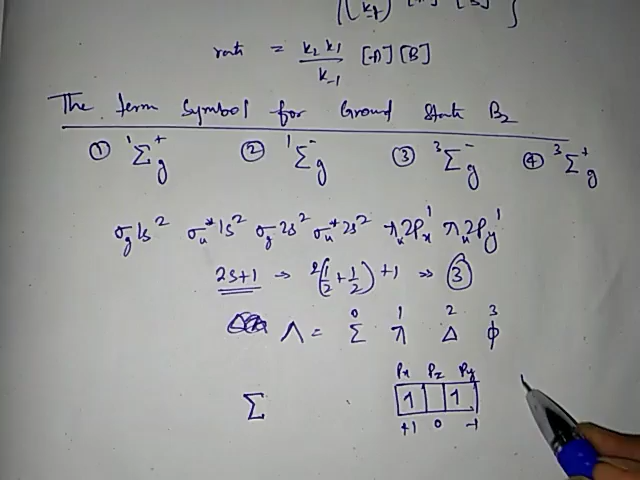 {(k-1) [A] [B] }
rate = k₂ k₁ / k₋₁ [A] [B]
The term Symbol for Ground State B₂
① ¹Σg⁺ ② ¹Σg⁻ ③ ³Σg⁻ ④ ³Σg⁺
σg1s² σu*1s² σg2s² σu*2s² πu2Px¹ πu2Py¹
2S+1 → 2(1/2+1/2)+1 ⇒ ③
0 1 2 3
Λ = Σ π Δ ϕ
Px Pz Py
Σ 1 1
+1 0 -1